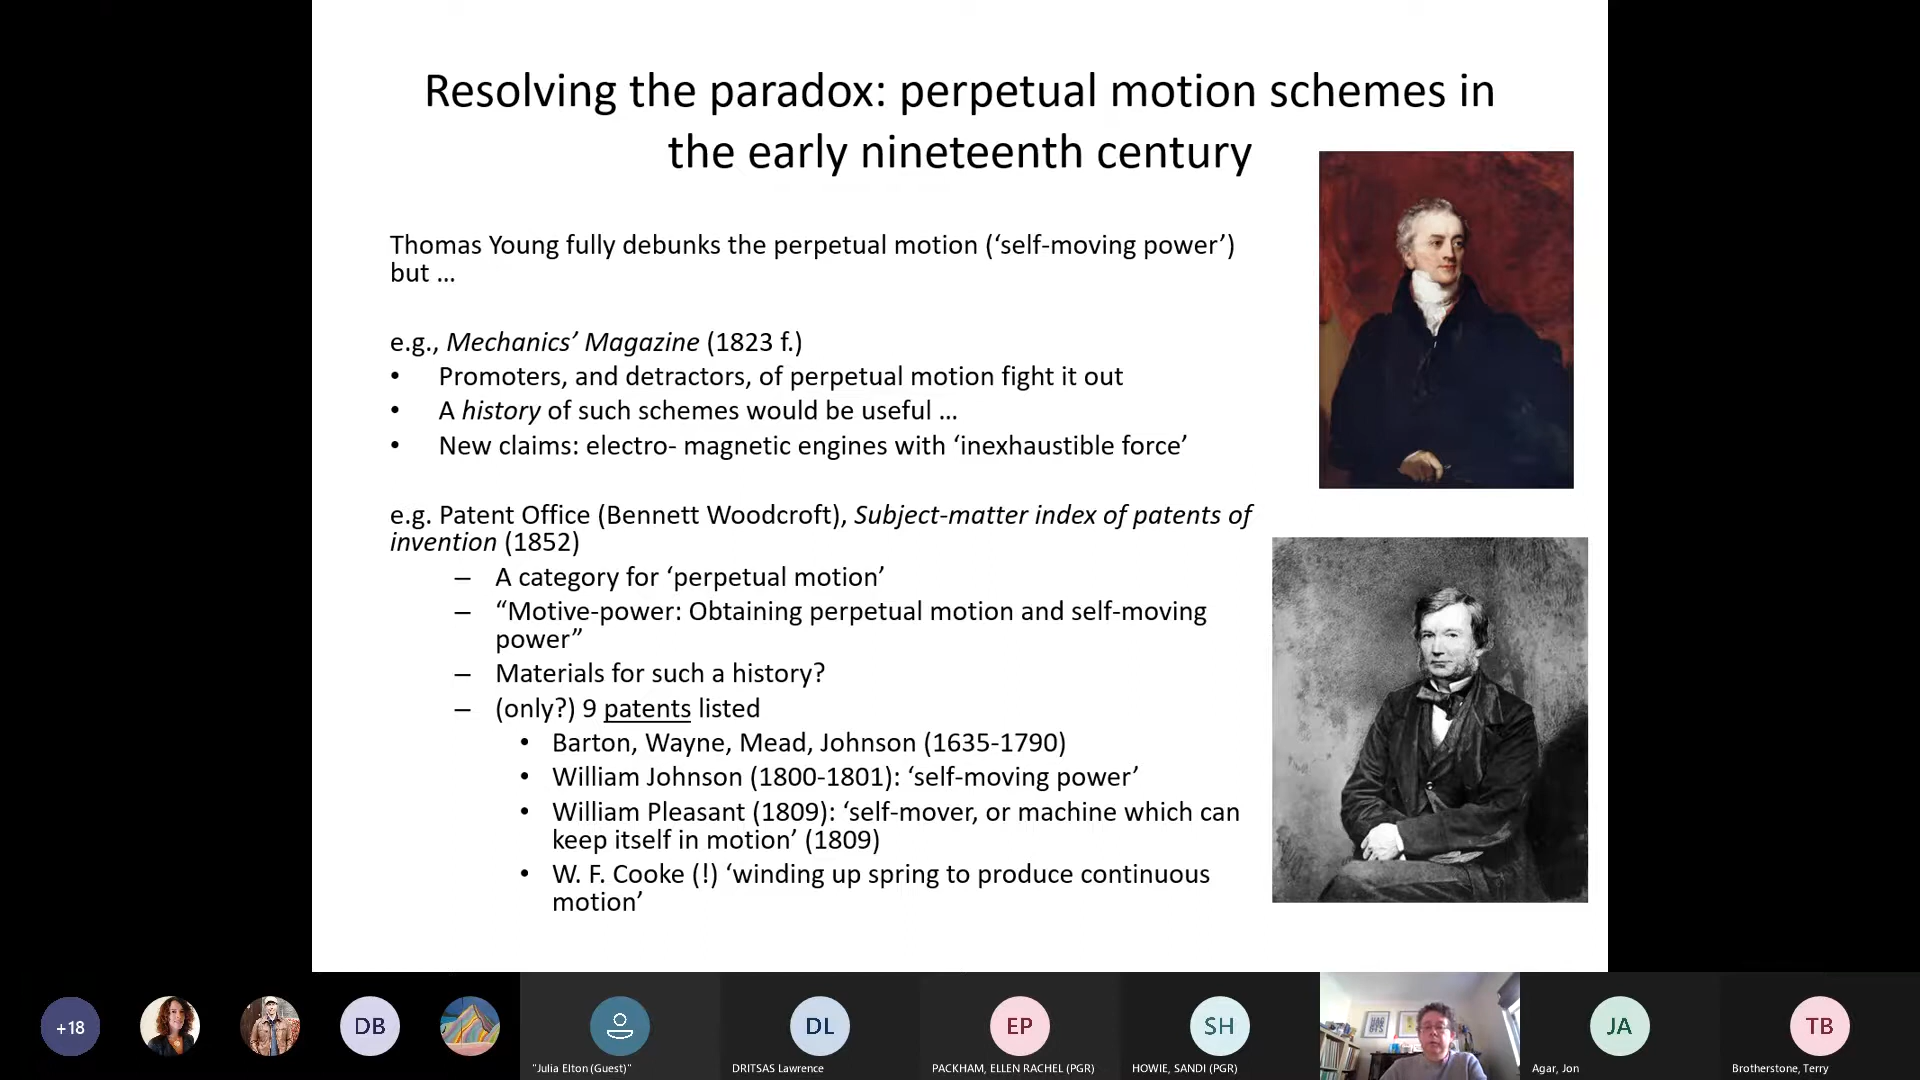 Resolving the paradox: perpetual motion schemes in
the early nineteenth century
Thomas Young fully debunks the perpetual motion (‘self-moving power’)
but …
e.g., Mechanics’ Magazine (1823 f.)
• Promoters, and detractors, of perpetual motion fight it out
• A history of such schemes would be useful …
• New claims: electro- magnetic engines with ‘inexhaustible force’
e.g. Patent Office (Bennett Woodcroft), Subject-matter index of patents of
invention (1852)
– A category for ‘perpetual motion’
– “Motive-power: Obtaining perpetual motion and self-moving
power”
– Materials for such a history?
– (only?) 9 patents listed
• Barton, Wayne, Mead, Johnson (1635-1790)
• William Johnson (1800-1801): ‘self-moving power’
• William Pleasant (1809): ‘self-mover, or machine which can
keep itself in motion’ (1809)
• W. F. Cooke (!) ‘winding up spring to produce continuous
motion’
+18
DB
DL
EP
SH
JA
TB
"Julia Elton (Guest)"
DRITSAS Lawrence
PACKHAM, ELLEN RACHEL (PGR)
HOWIE, SANDI (PGR)
Agar, Jon
Brotherstone, Terry